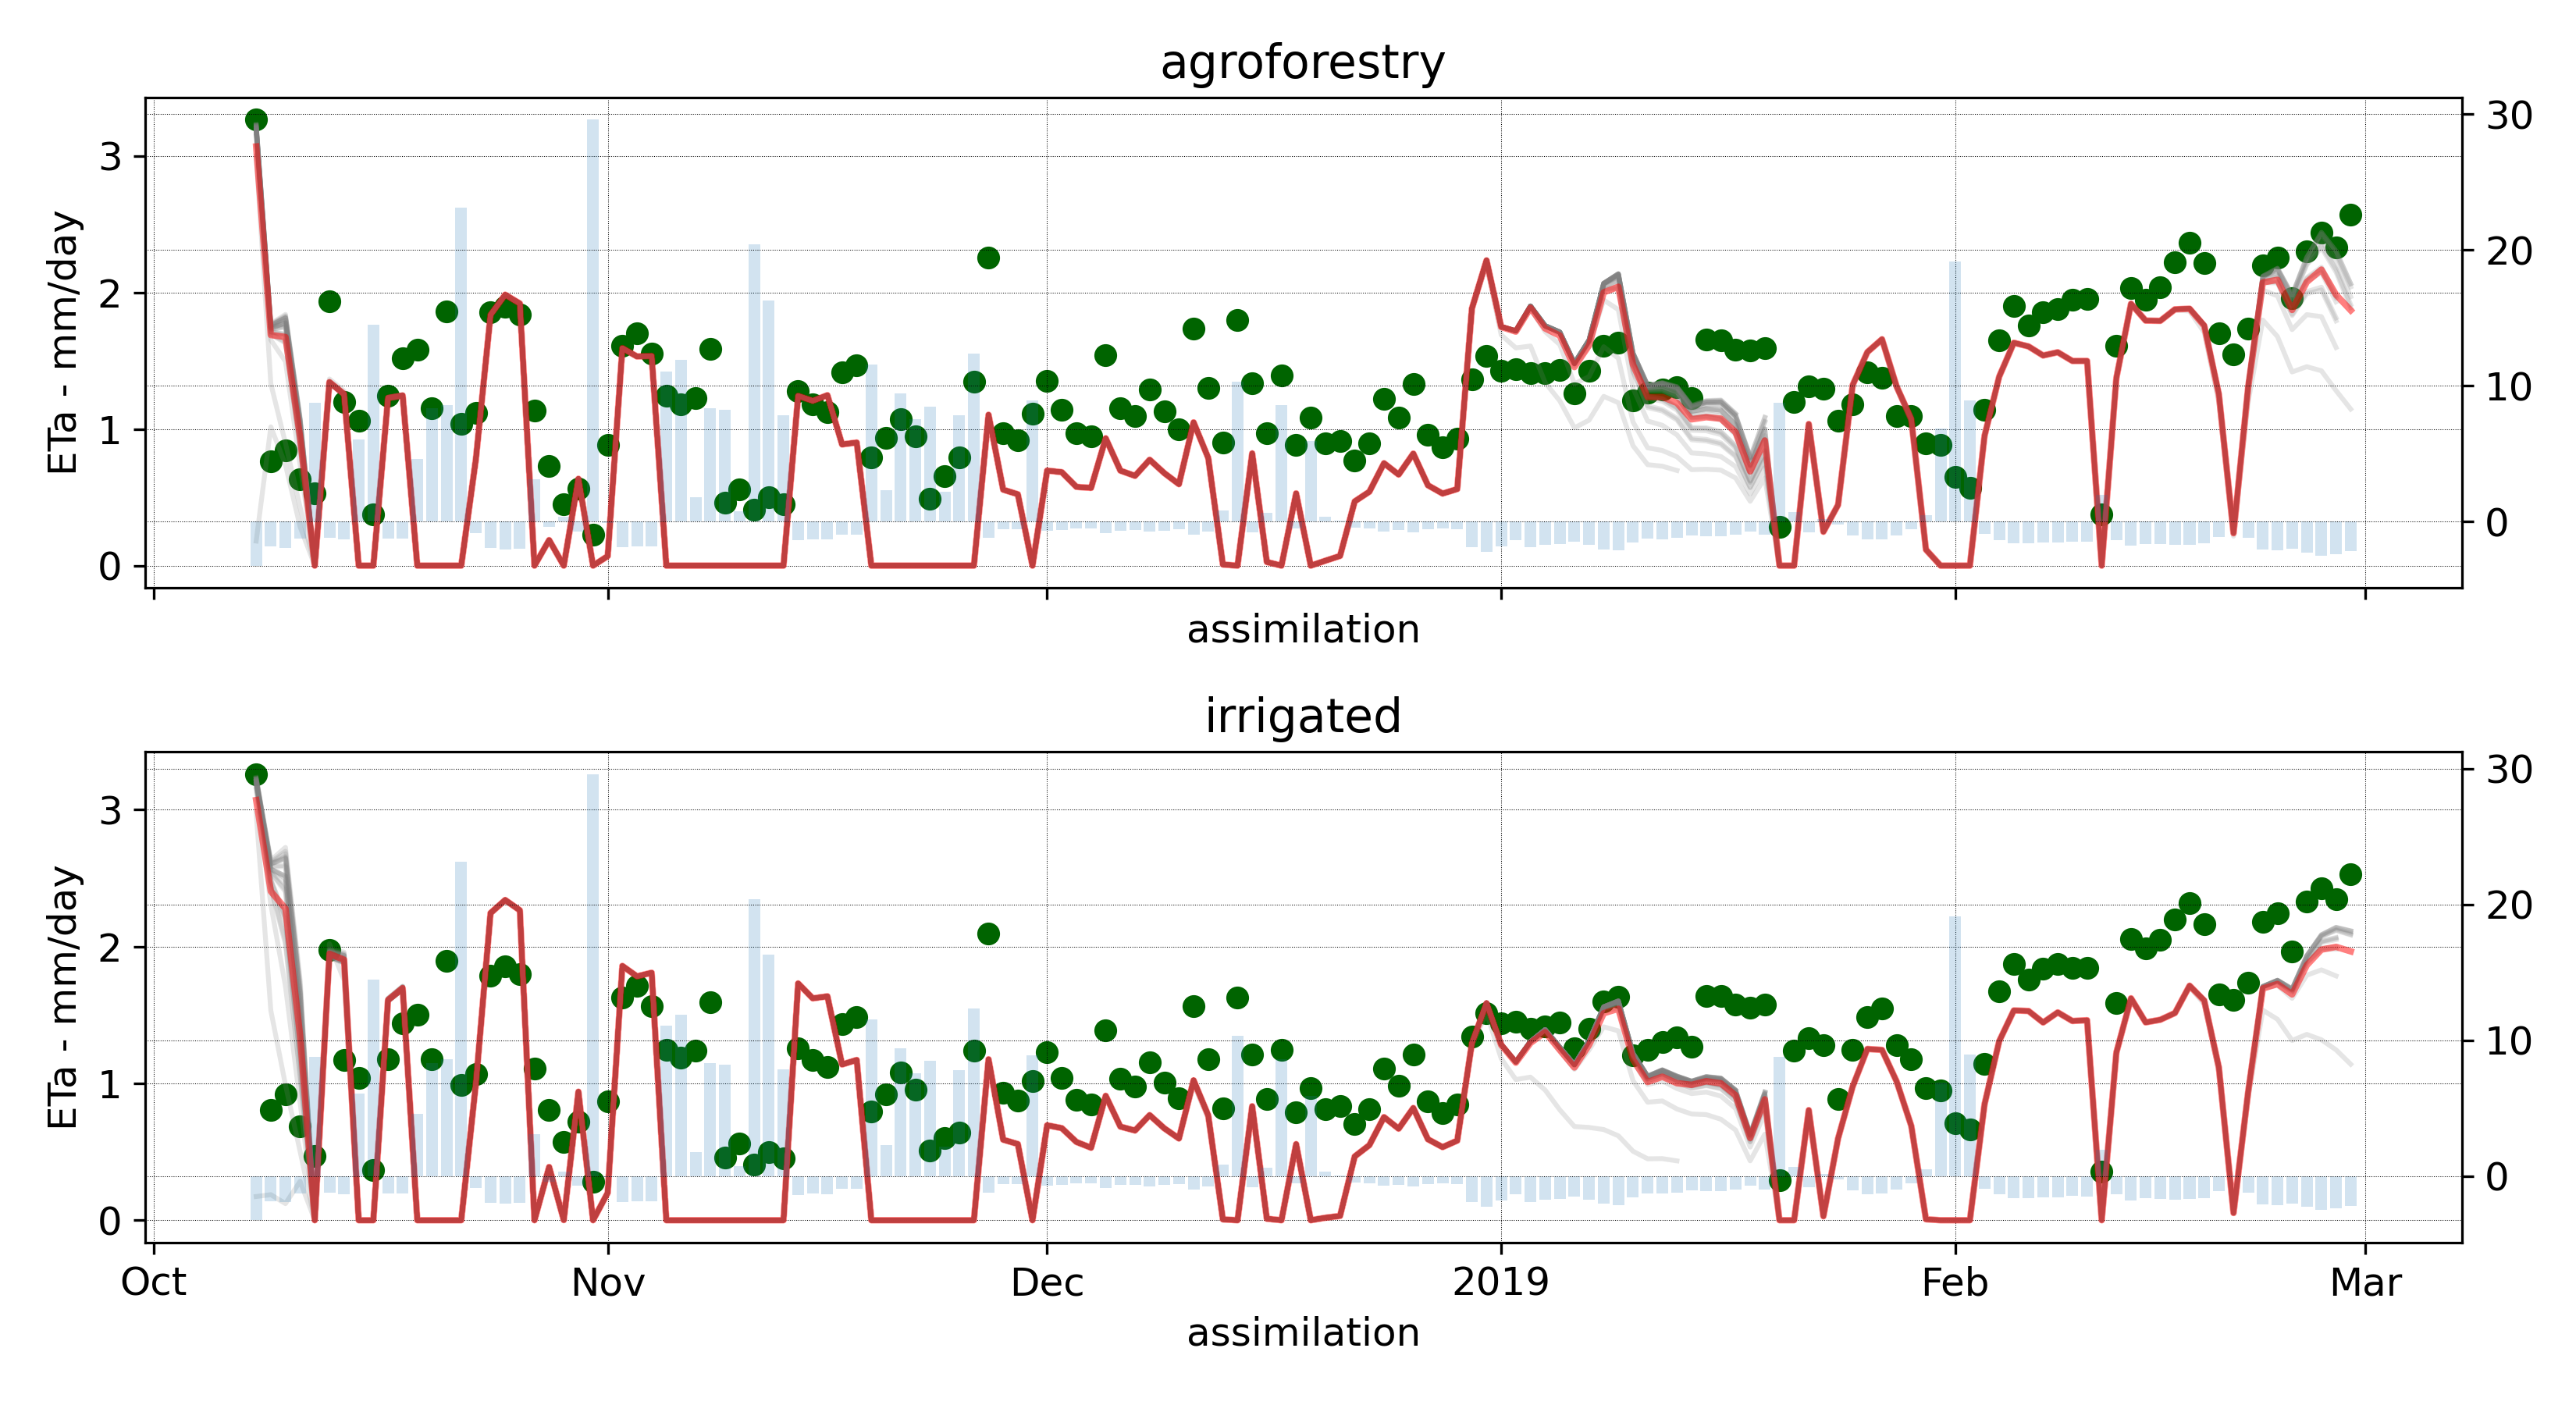 agroforestry
ETa - mm/day
3
2
1
0
30
20
10
0
assimilation
irrigated
ETa - mm/day
3
2
1
0
30
20
10
0
Oct Nov Dec 2019 Feb Mar
assimilation